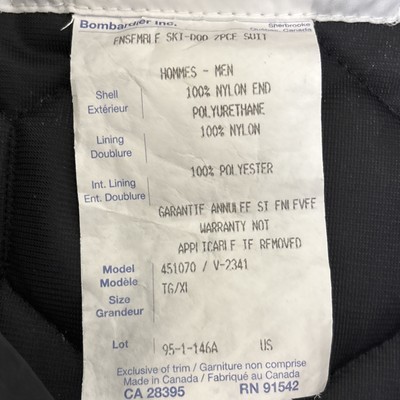 Bombardier Inc.
Sherbrooke
Québec, Canada
ENSEMBLE SKI-DOO 2PCE SUIT
HOMMES - MEN
Shell 100% NYLON END
Extérieur POLYURETHANE
Lining 100% NYLON
Doublure
Int. Lining 100% POLYESTER
Ent. Doublure
GARANTIE ANNULEE SI ENLEVEE
WARRANTY NOT
APPLICABLE IF REMOVED
Model 451070 / V-2341
Modèle
Size TG/Xl
Grandeur
Lot 95-1-146A US
Exclusive of trim / Garniture non comprise
Made in Canada / Fabriqué au Canada
CA 28395 RN 91542